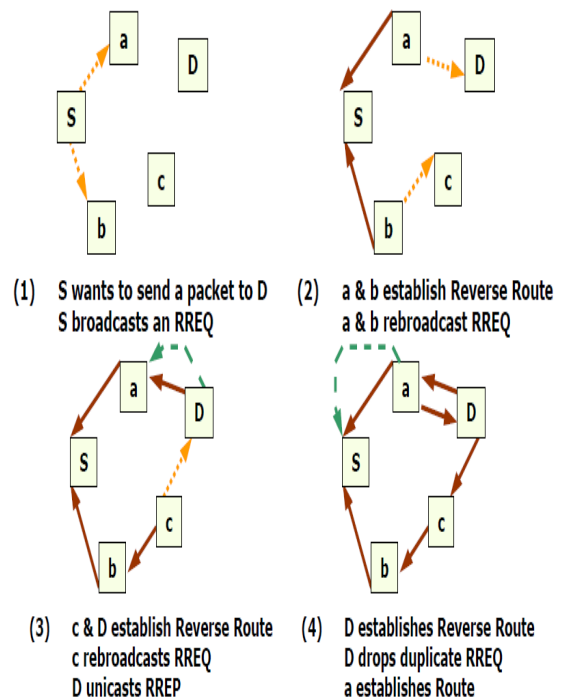 a
D
S
c
b
(1) S wants to send a packet to D
S broadcasts an RREQ
a
D
S
c
b
(2) a & b establish Reverse Route
a & b rebroadcast RREQ
a
D
S
c
b
(3) c & D establish Reverse Route
c rebroadcasts RREQ
D unicasts RREP
a
D
S
c
b
(4) D establishes Reverse Route
D drops duplicate RREQ
a establishes Route